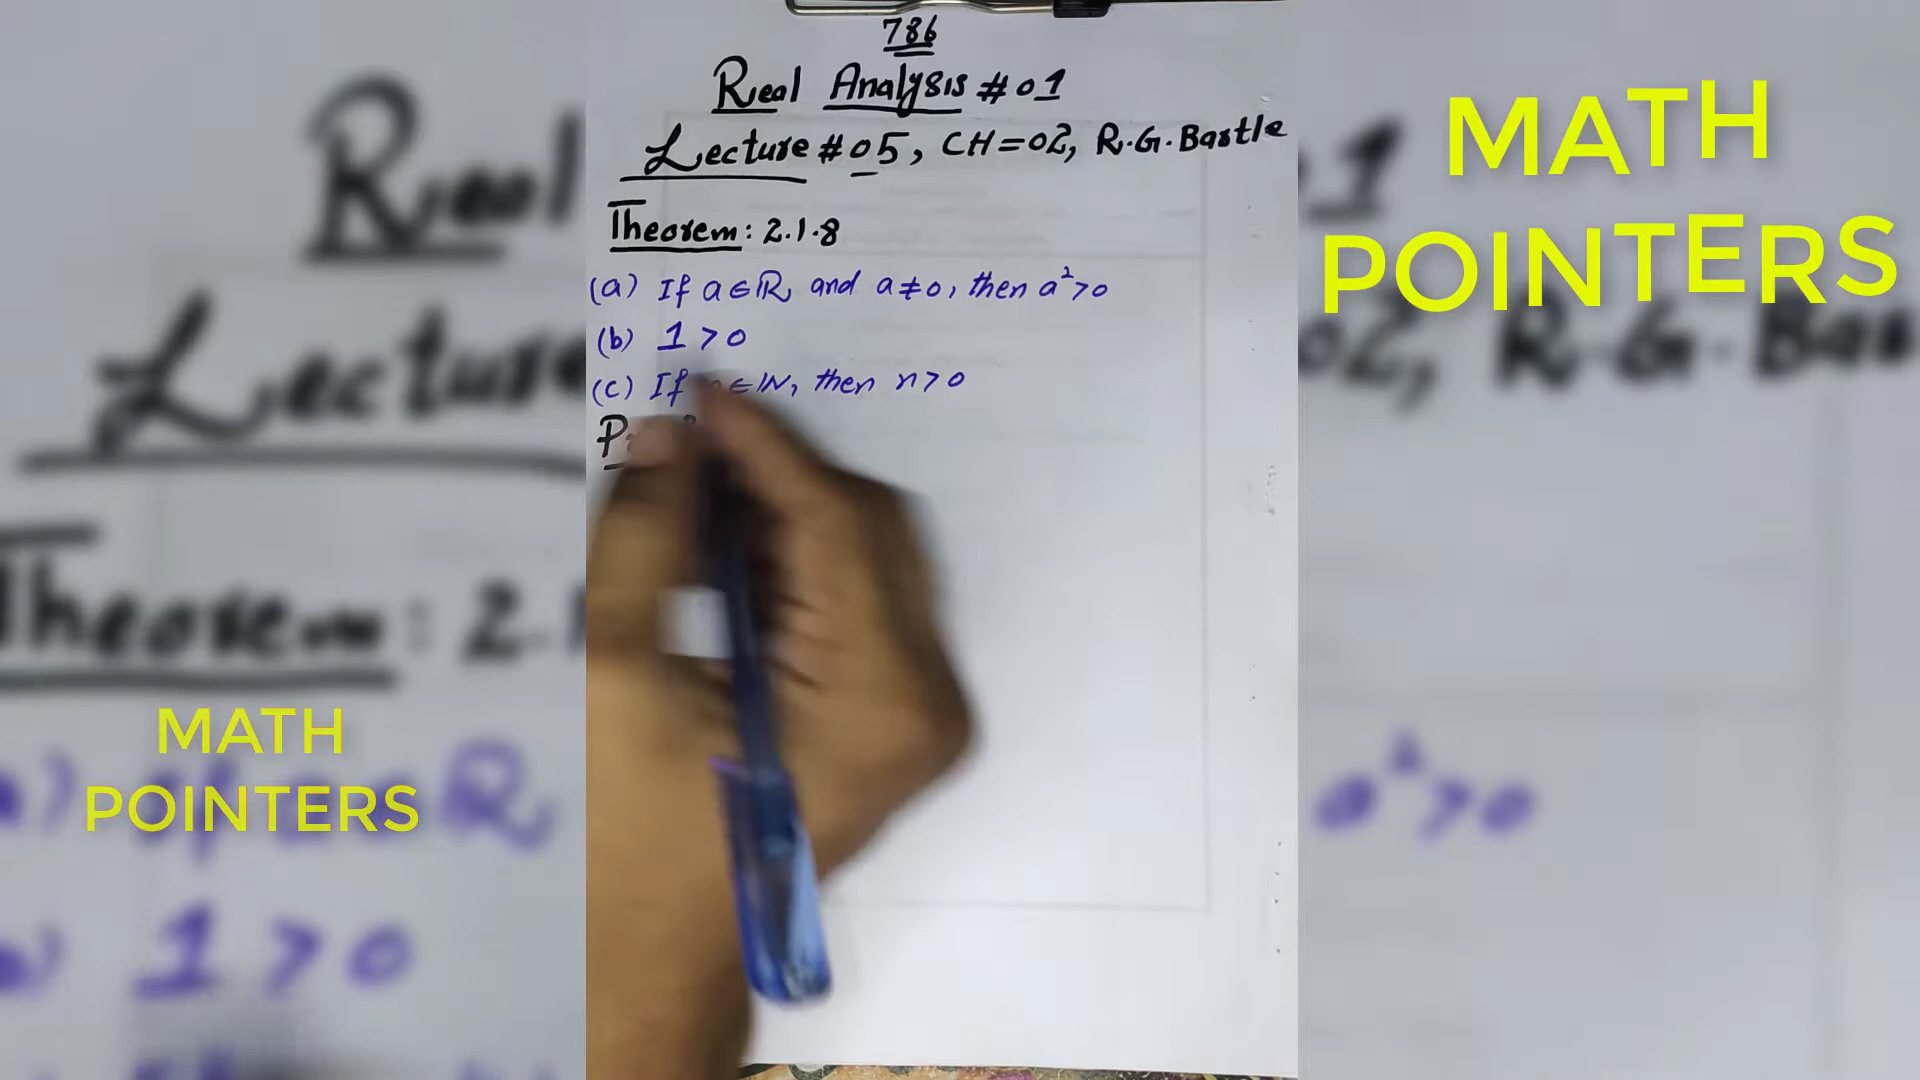 786
Real Analysis #01
Lecture #05, CH=02, R.G.Bartle
Theorem: 2.1.8
(a) If a∈ℝ and a≠0, then a²>0
(b) 1>0
(c) If ∈ℕ, then n>0
MATH
POINTERS
MATH
POINTERS